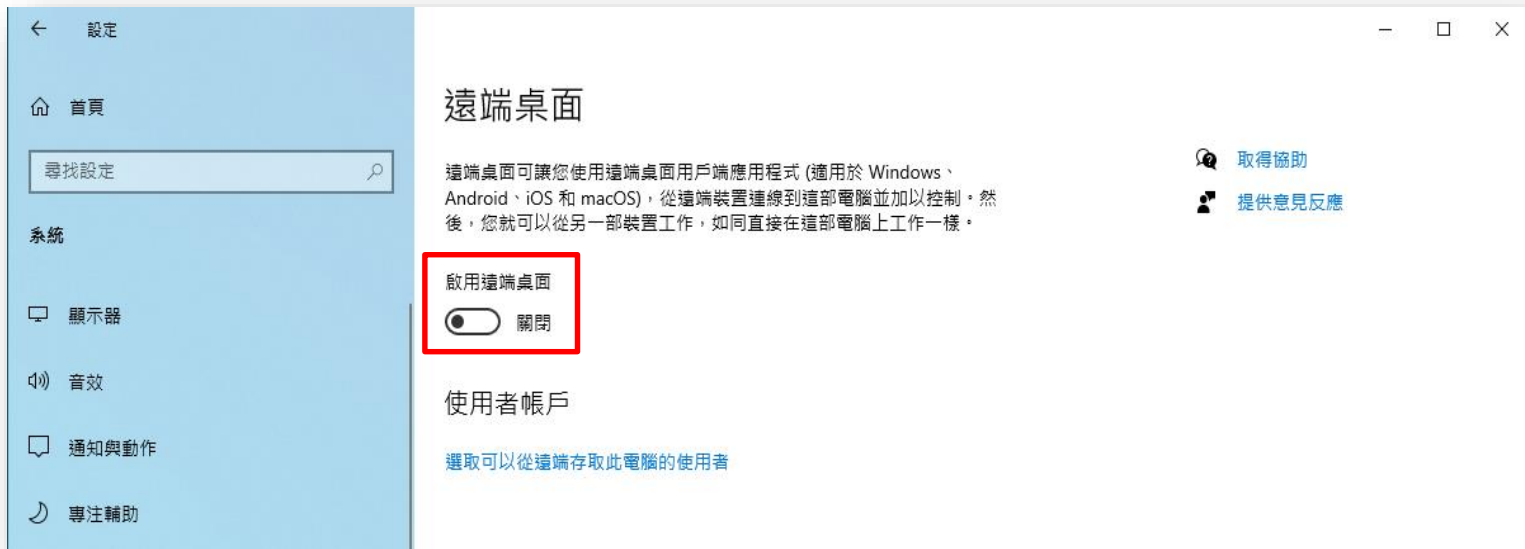 設定
首頁
尋找設定
系統
顯示器
音效
通知與動作
專注輔助
遠端桌面
遠端桌面可讓您使用遠端桌面用戶端應用程式 (適用於 Windows、
Android、iOS 和 macOS)，從遠端裝置連線到這部電腦並加以控制。然
後，您就可以從另一部裝置工作，如同直接在這部電腦上工作一樣。
啟用遠端桌面
關閉
使用者帳戶
選取可以從遠端存取此電腦的使用者
取得協助
提供意見反應